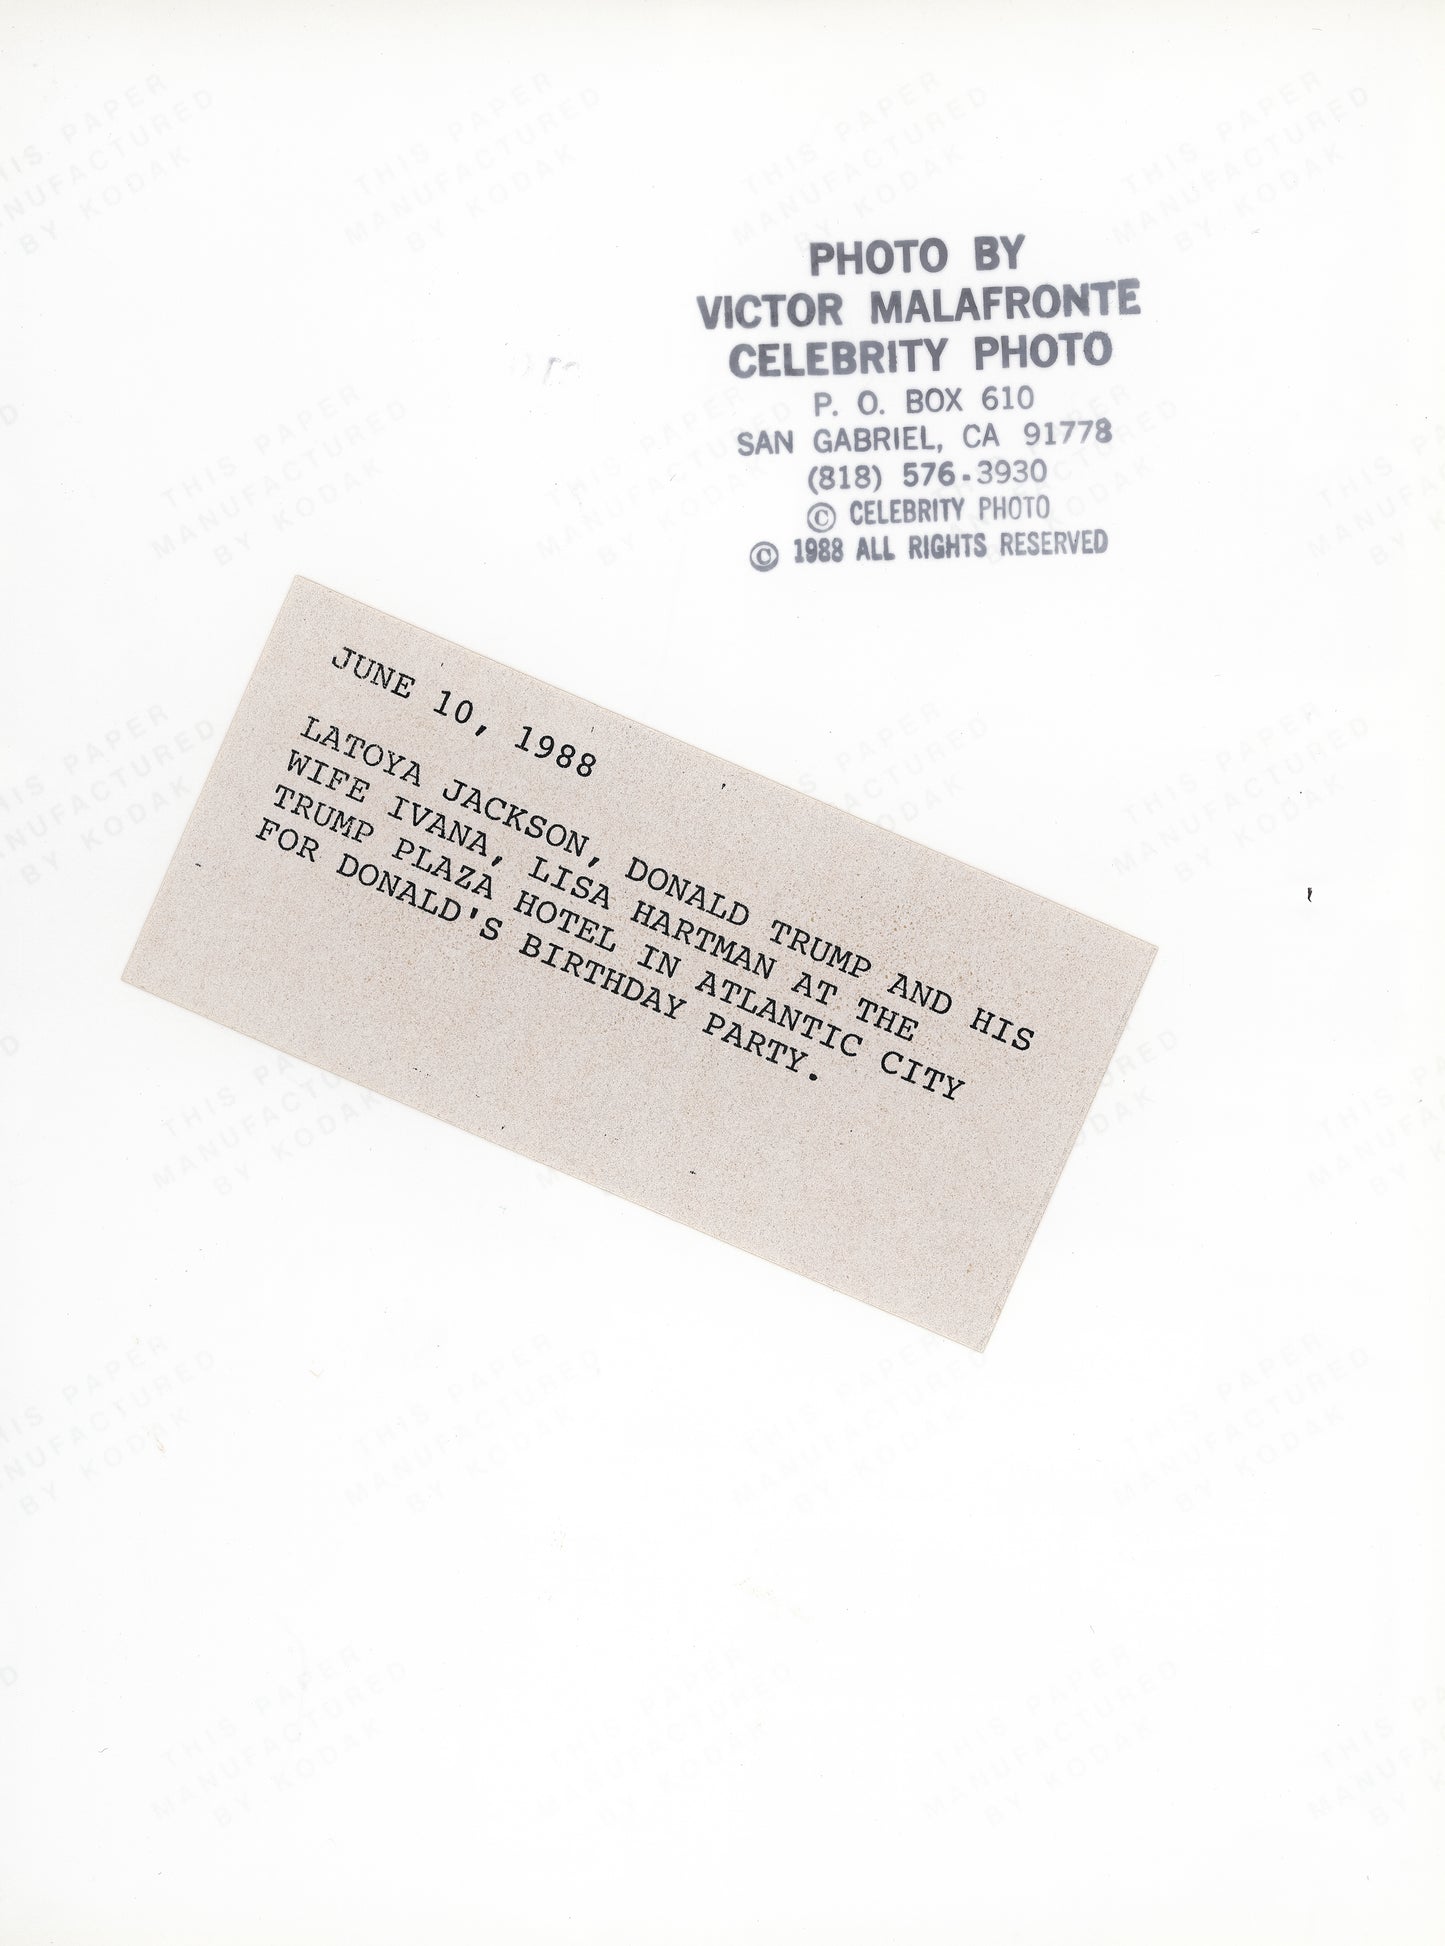 PHOTO BY
VICTOR MALAFRONTE
CELEBRITY PHOTO
P. O. BOX 610
SAN GABRIEL, CA 91778
(818) 576-3930
© CELEBRITY PHOTO
© 1988 ALL RIGHTS RESERVED
JUNE 10, 1988
LATOYA JACKSON, DONALD TRUMP AND HIS
WIFE IVANA, LISA HARTMAN AT THE
TRUMP PLAZA HOTEL IN ATLANTIC CITY
FOR DONALD'S BIRTHDAY PARTY.
THIS PAPER
MANUFACTURED
BY KODAK